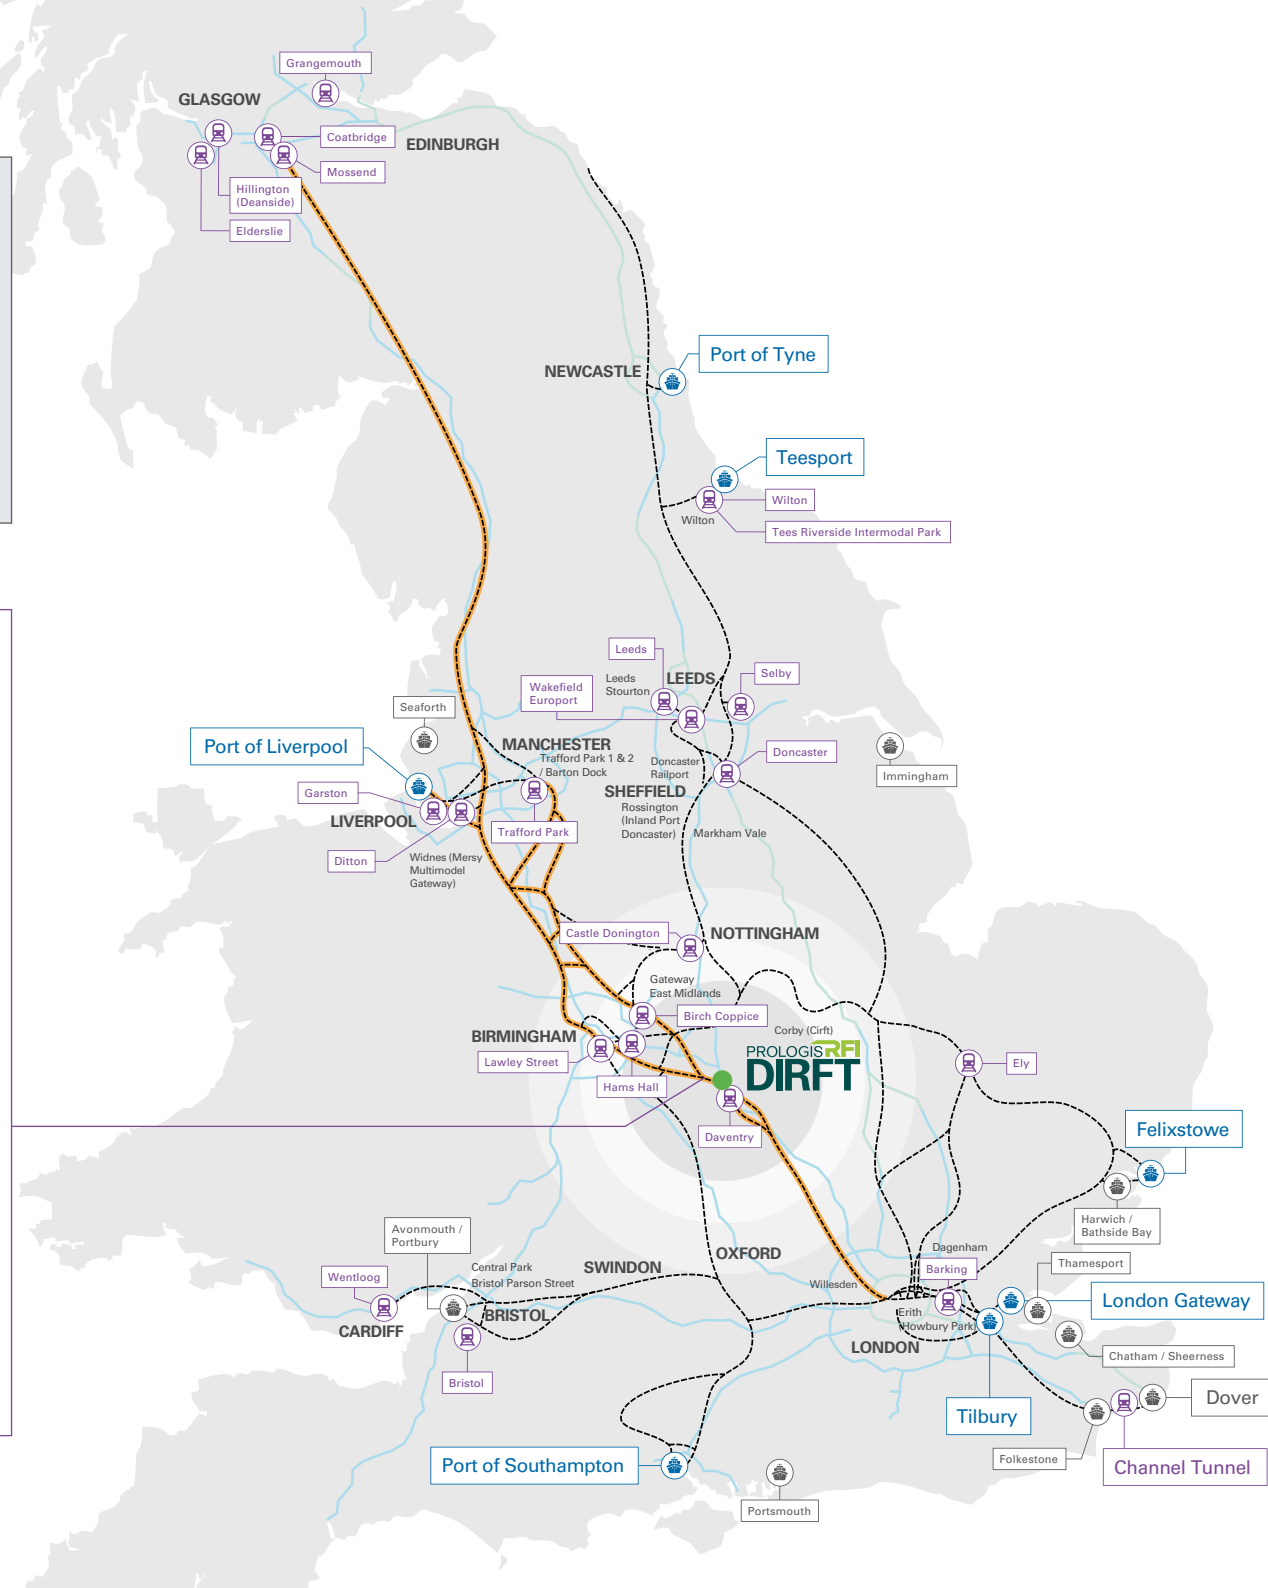 Grangemouth
GLASGOW
Coatbridge
EDINBURGH
Mossend
Hillington
(Deanside)
Elderslie
Port of Tyne
NEWCASTLE
Teesport
Wilton
Wilton
Tees Riverside Intermodal Park
Leeds
Leeds
Stourton
LEEDS
Selby
Wakefield
Europort
Seaforth
Port of Liverpool
MANCHESTER
Trafford Park 1 & 2
/ Barton Dock
Doncaster
Railport
Doncaster
Immingham
Garston
SHEFFIELD
Rossington
(Inland Port
Doncaster)
Markham Vale
LIVERPOOL
Trafford Park
Ditton
Widnes (Mersy
Multimodel
Gateway)
Castle Donington
NOTTINGHAM
Gateway
East Midlands
Birch Coppice
Corby (Cirft)
BIRMINGHAM
PROLOGIS RFI
DIRFT
Lawley Street
Hams Hall
Ely
Daventry
Felixstowe
Harwich /
Bathside Bay
Avonmouth /
Portbury
Central Park
Bristol Parson Street
SWINDON
OXFORD
Dagenham
Barking
Thamesport
Wentloog
Willesden
London Gateway
CARDIFF
BRISTOL
Erith
(Howbury Park)
LONDON
Chatham / Sheerness
Bristol
Dover
Tilbury
Port of Southampton
Folkestone
Channel Tunnel
Portsmouth